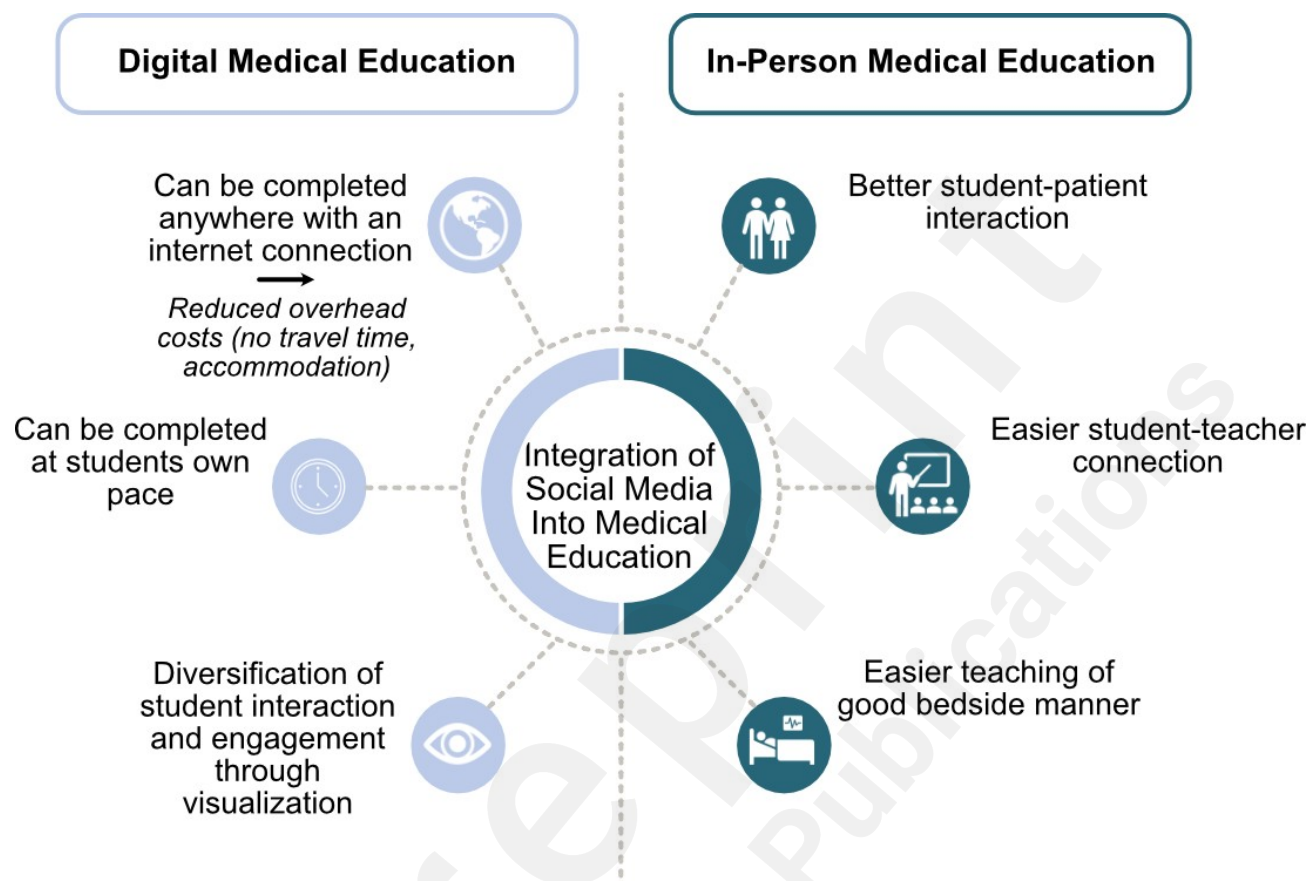 Digital Medical Education
In-Person Medical Education
Can be completed
anywhere with an
internet connection
Reduced overhead
costs (no travel time,
accommodation)
Can be completed
at students own
pace
Diversification of
student interaction
and engagement
through
visualization
Integration of
Social Media
Into Medical
Education
Better student-patient
interaction
Easier student-teacher
connection
Easier teaching of
good bedside manner
eprint
Publications